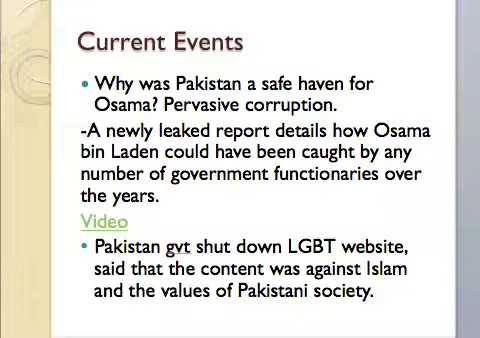 Current Events
Why was Pakistan a safe haven for
Osama? Pervasive corruption.
-A newly leaked report details how Osama
bin Laden could have been caught by any
number of government functionaries over
the years.
Video
Pakistan gvt shut down LGBT website,
said that the content was against Islam
and the values of Pakistani society.